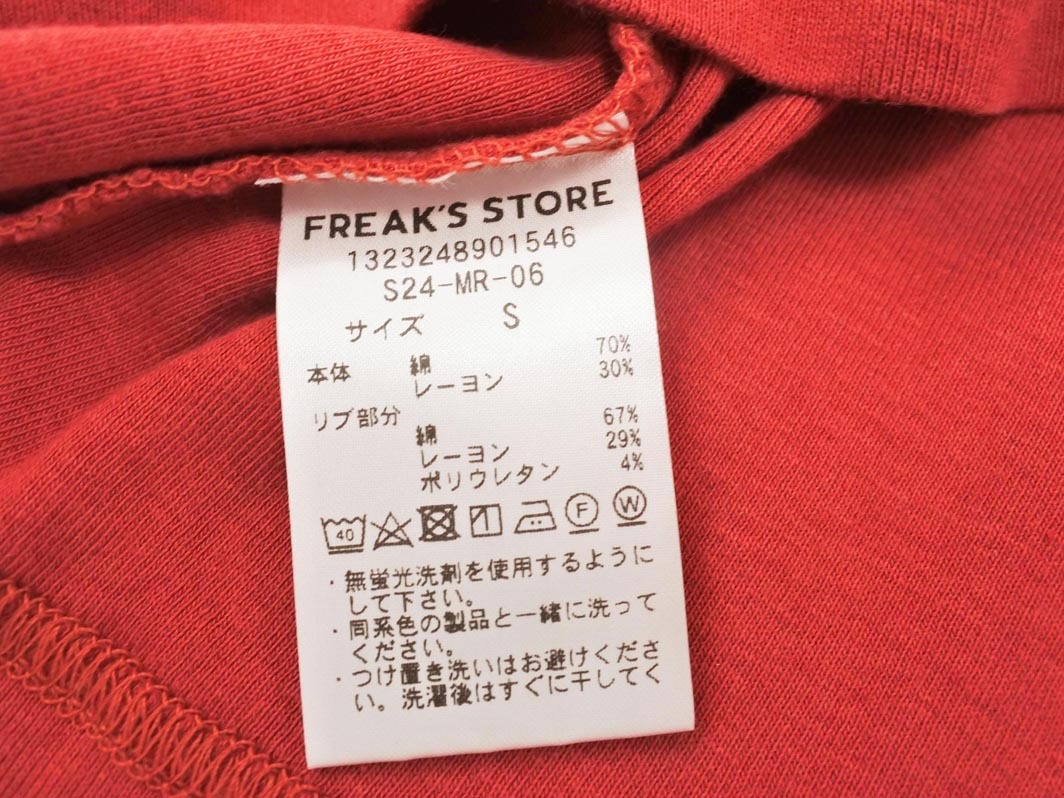 FREAK'S STORE
1323248901546
S24-MR-06
サイズ S
本体 綿 70%
レーヨン 30%
リブ部分
綿 67%
レーヨン 29%
ポリウレタン 4%
40 F W
・無蛍光洗剤を使用するように
して下さい。
・同系色の製品と一緒に洗って
ください。
・つけ置き洗いはお避けくださ
い。洗濯後はすぐに干してく